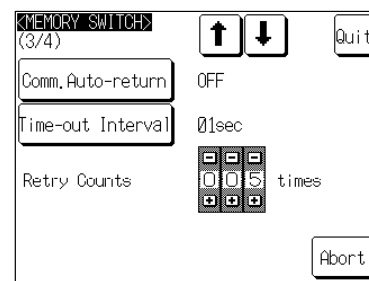 <MEMORY SWITCH>
(3/4)
Quit
Comm.Auto-return OFF
Time-out Interval 01sec
Retry Counts 005 times
Abort